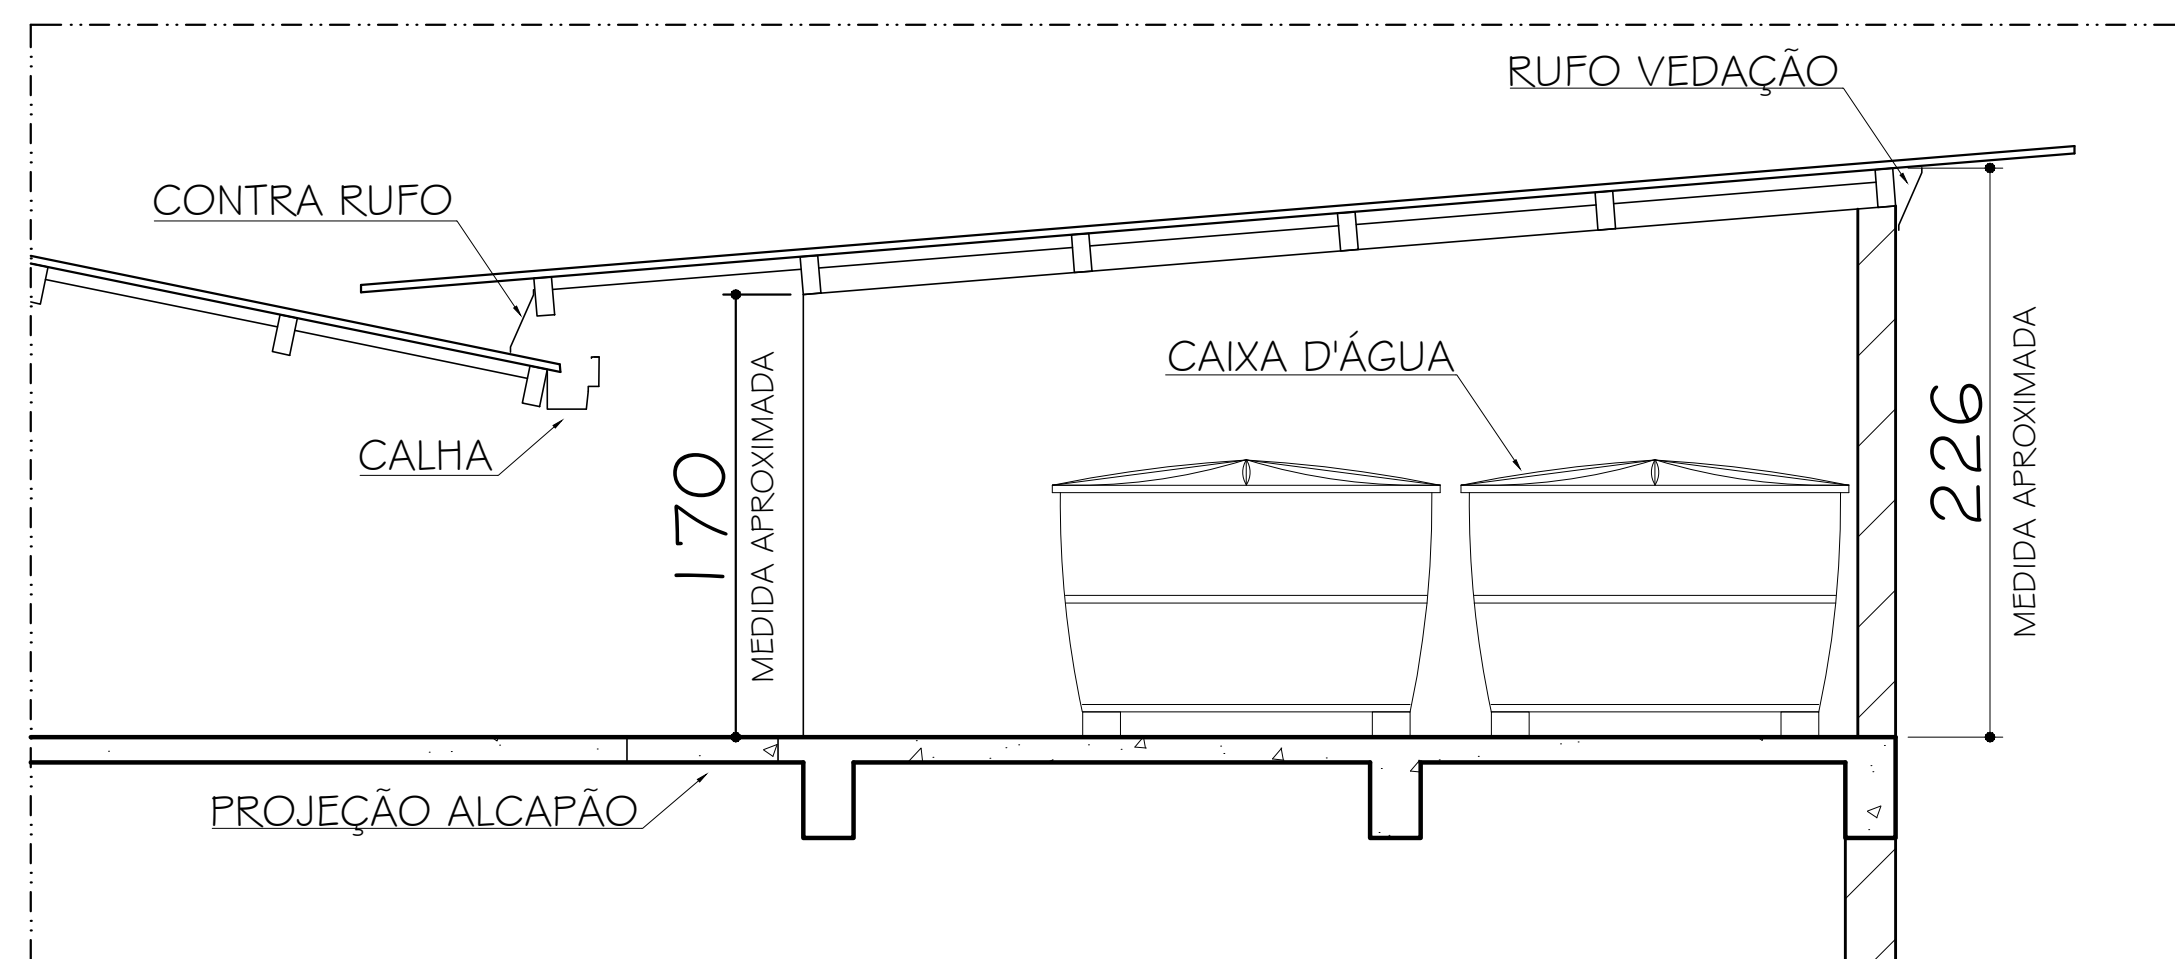 RUFO VEDAÇÃO
CONTRA RUFO
CAIXA D'ÁGUA
CALHA
170
MEDIDA APROXIMADA
226
MEDIDA APROXIMADA
PROJEÇÃO ALCAPÃO